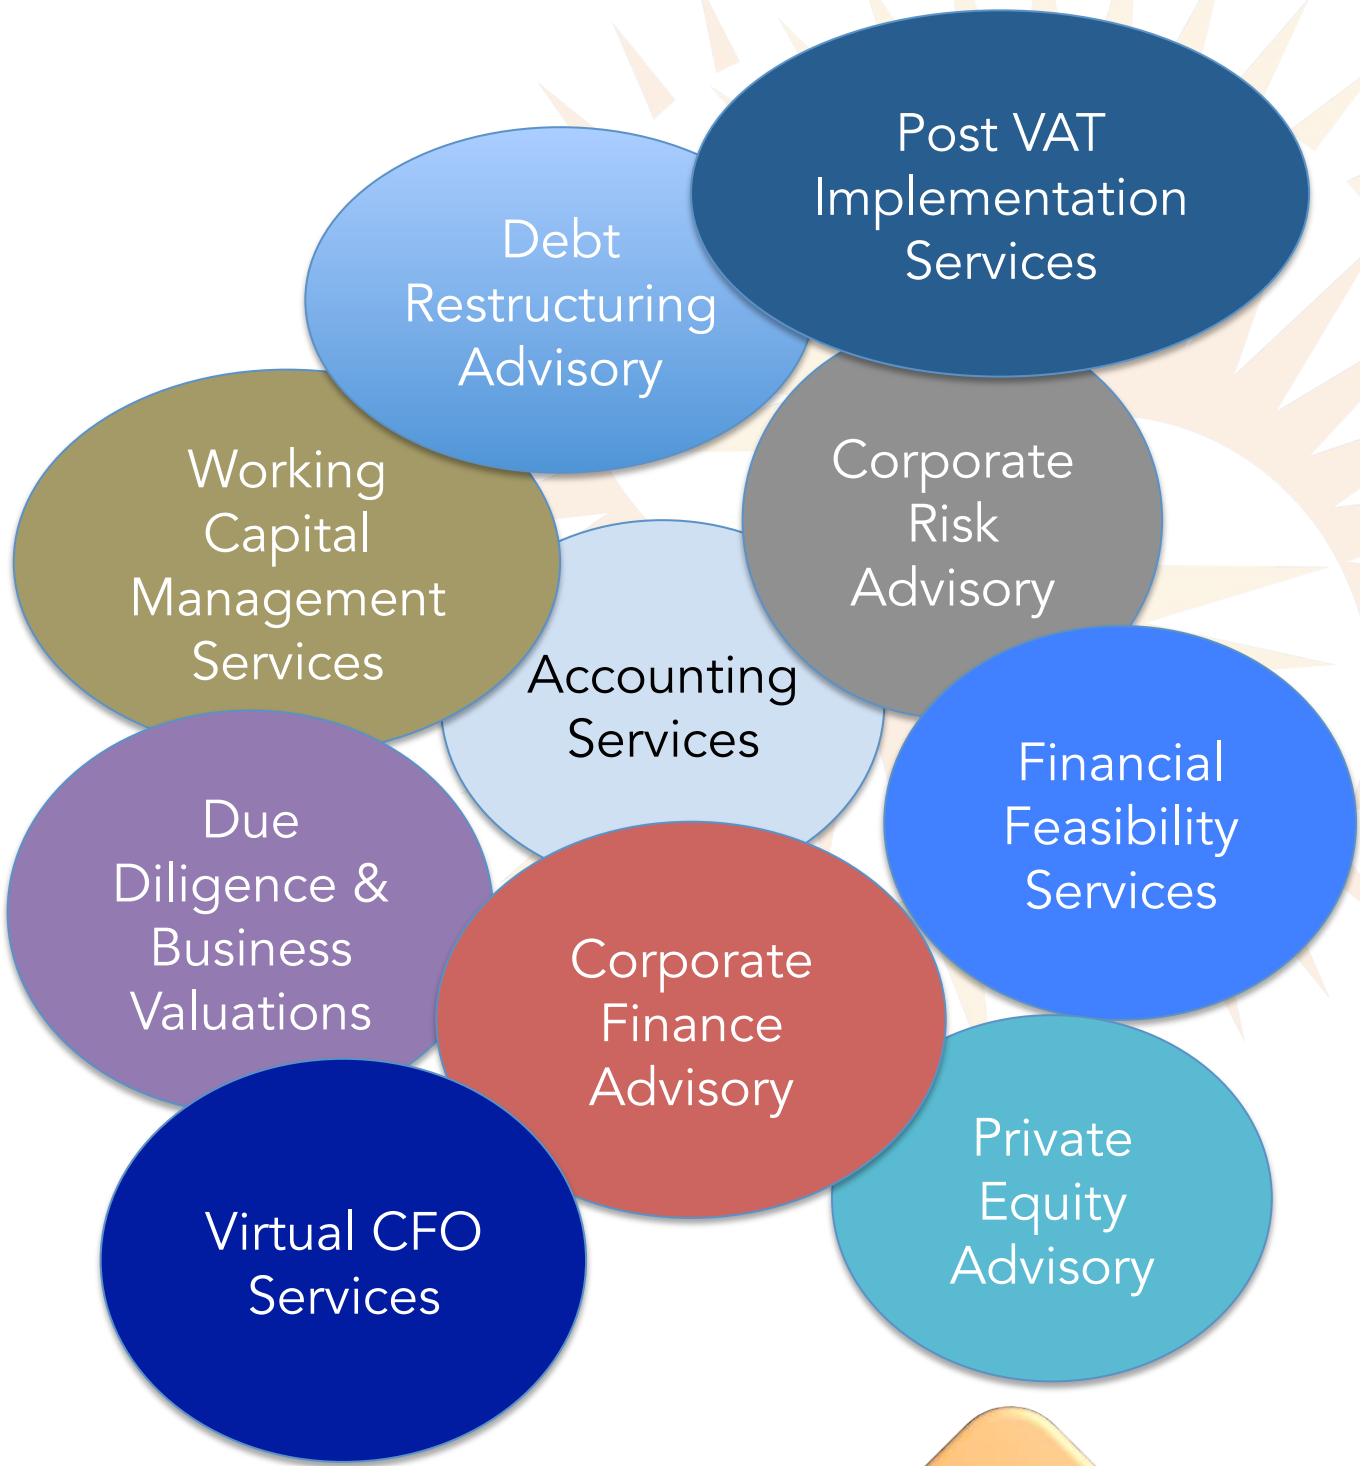 Post VAT
Implementation
Services
Debt
Restructuring
Advisory
Working
Capital
Management
Services
Corporate
Risk
Advisory
Accounting
Services
Financial
Feasibility
Services
Due
Diligence &
Business
Valuations
Corporate
Finance
Advisory
Private
Equity
Advisory
Virtual CFO
Services